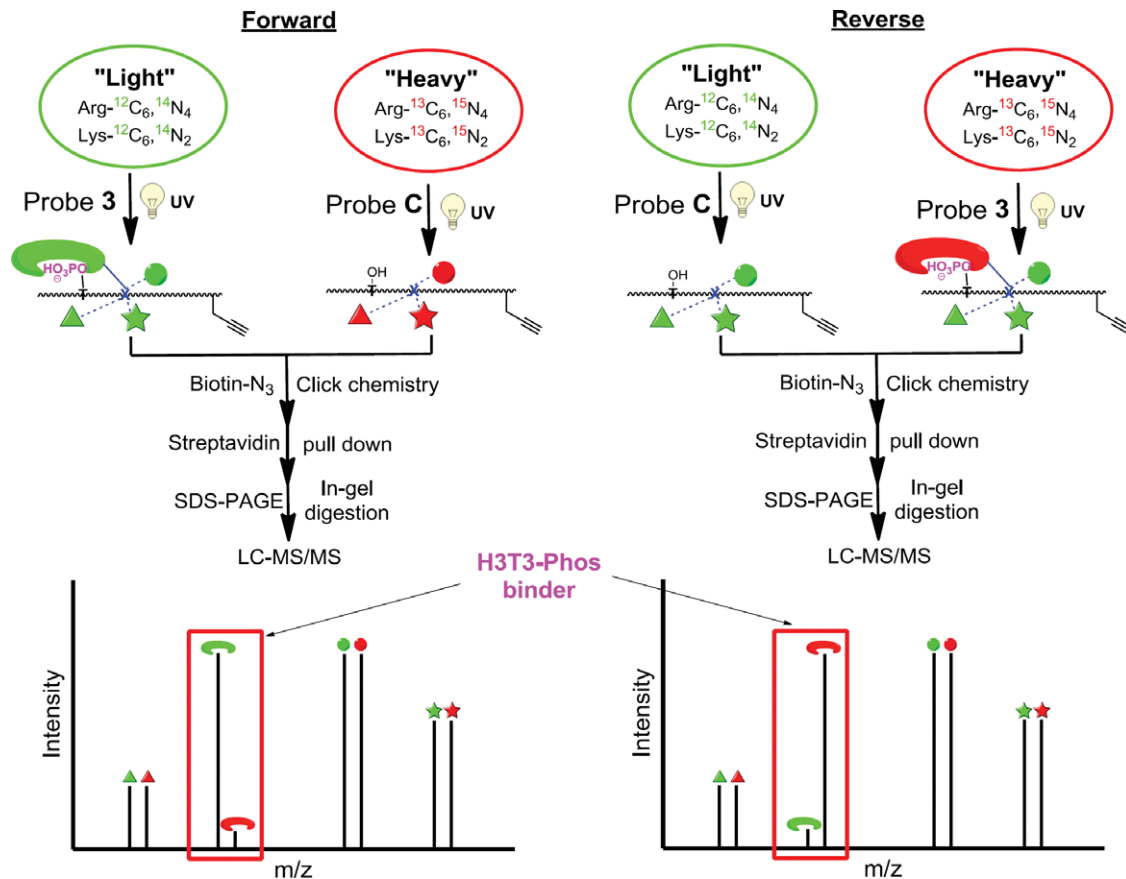 Forward
"Light"
Arg-¹²C₆,¹⁴N₄
Lys-¹²C₆,¹⁴N₂
"Heavy"
Arg-¹³C₆,¹⁵N₄
Lys-¹³C₆,¹⁵N₂
Probe 3
UV
Probe C
UV
HO₃PO
⊖
T
X
OH
T
X
Biotin-N₃
Click chemistry
Streptavidin
pull down
SDS-PAGE
In-gel
digestion
LC-MS/MS
Intensity
m/z
H3T3-Phos
binder
Reverse
"Light"
Arg-¹²C₆,¹⁴N₄
Lys-¹²C₆,¹⁴N₂
"Heavy"
Arg-¹³C₆,¹⁵N₄
Lys-¹³C₆,¹⁵N₂
Probe C
UV
Probe 3
UV
OH
T
X
HO₃PO
⊖
T
X
Biotin-N₃
Click chemistry
Streptavidin
pull down
SDS-PAGE
In-gel
digestion
LC-MS/MS
Intensity
m/z